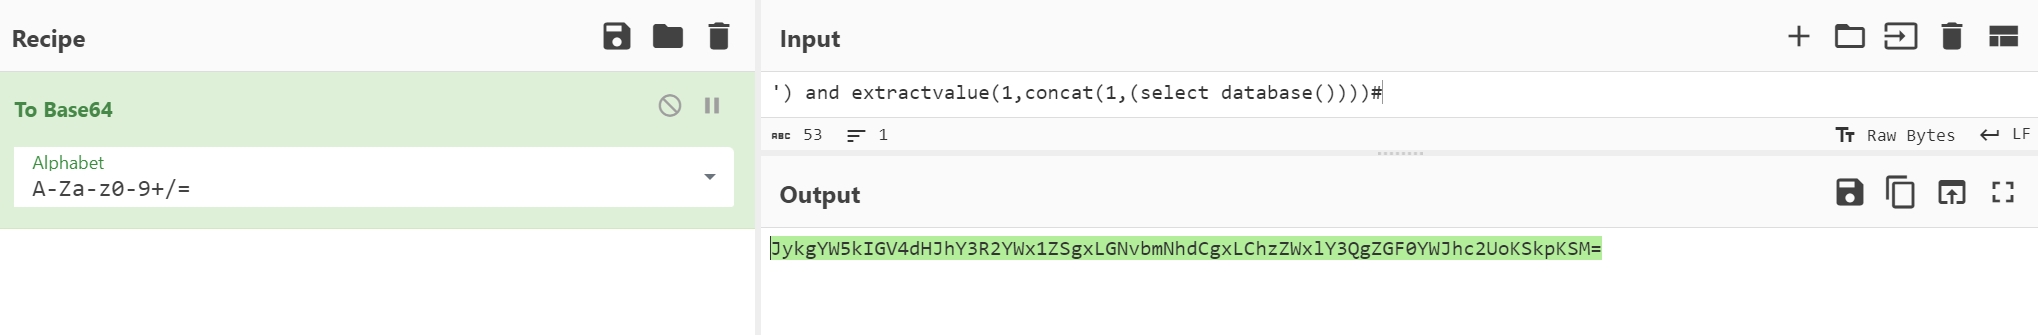 Recipe
To Base64
Alphabet
A-Za-z0-9+/=
Input
') and extractvalue(1,concat(1,(select database())))#
ABC 53 1
Raw Bytes LF
Output
JykgYW5kIGV4dHJhY3R2YWx1ZSgxLGNvbmNhdCgxLChzZWxlY3QgZGF0YWJhc2UoKSkpKSM=